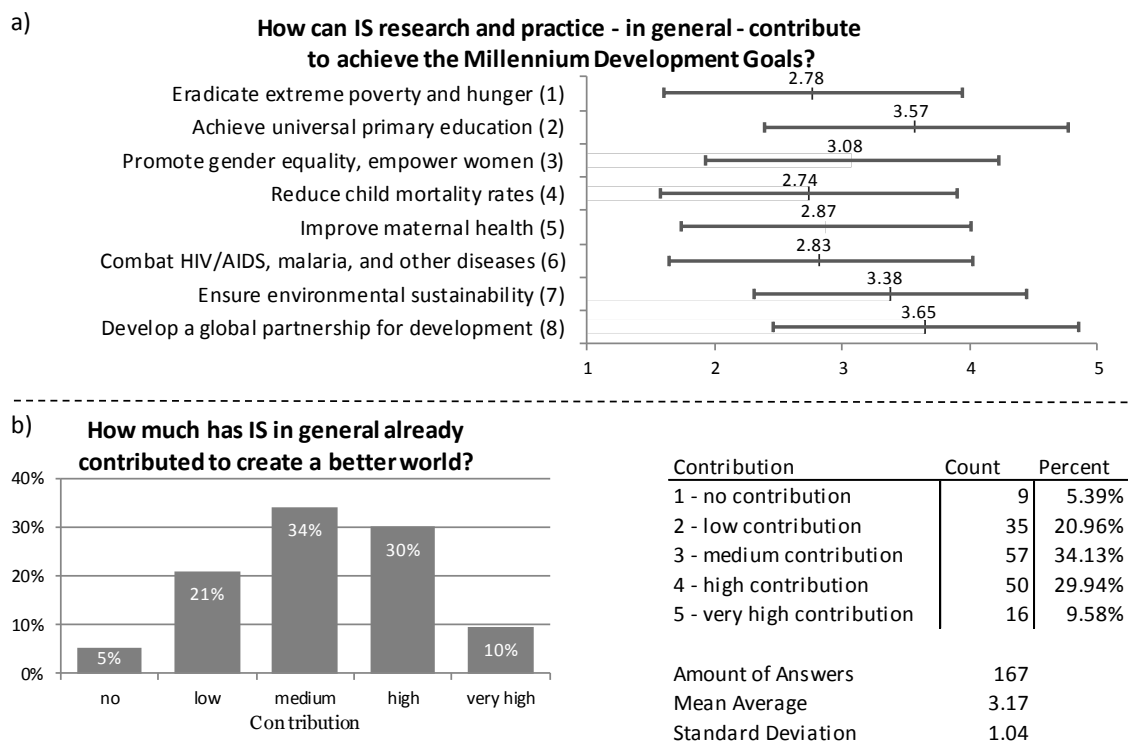 a)
How can IS research and practice - in general - contribute
to achieve the Millennium Development Goals?
Eradicate extreme poverty and hunger (1)
2.78
Achieve universal primary education (2)
3.57
Promote gender equality, empower women (3)
3.08
Reduce child mortality rates (4)
2.74
Improve maternal health (5)
2.87
Combat HIV/AIDS, malaria, and other diseases (6)
2.83
Ensure environmental sustainability (7)
3.38
Develop a global partnership for development (8)
3.65
1 2 3 4 5
b)
How much has IS in general already
contributed to create a better world?
40%
30%
20%
10%
0%
5%
21%
34%
30%
10%
no low medium high very high
Contribution
Contribution Count Percent
1 - no contribution 9 5.39%
2 - low contribution 35 20.96%
3 - medium contribution 57 34.13%
4 - high contribution 50 29.94%
5 - very high contribution 16 9.58%
Amount of Answers 167
Mean Average 3.17
Standard Deviation 1.04